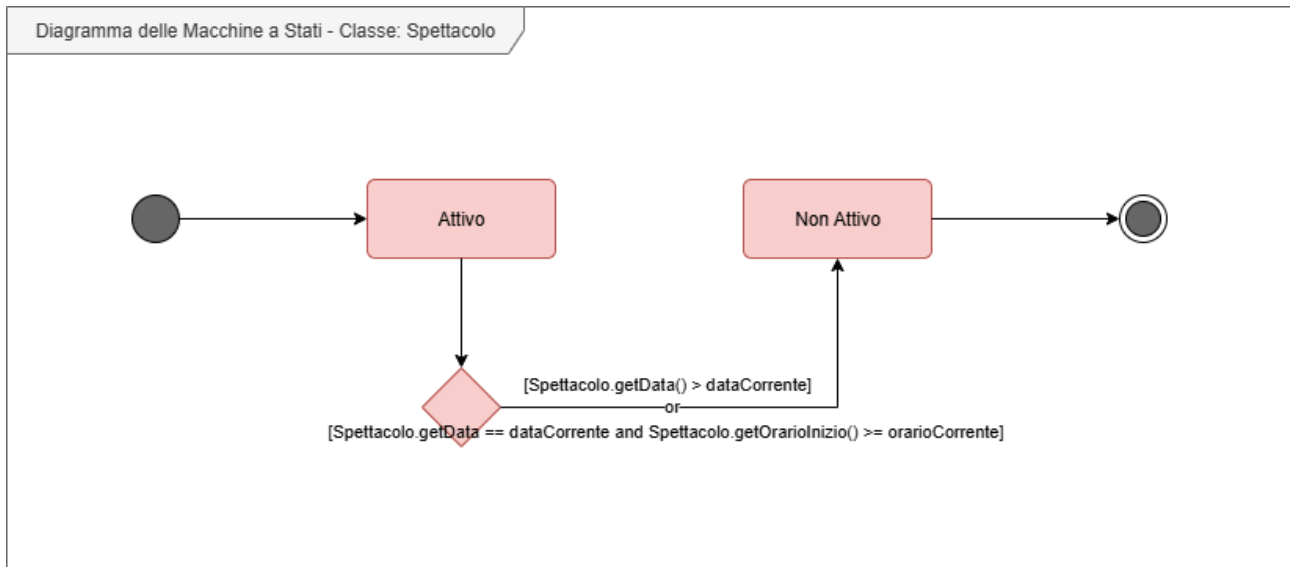 Diagramma delle Macchine a Stati - Classe: Spettacolo
Attivo
Non Attivo
[Spettacolo.getData() > dataCorrente]
or
[Spettacolo.getData == dataCorrente and Spettacolo.getOrarioInizio() >= orarioCorrente]